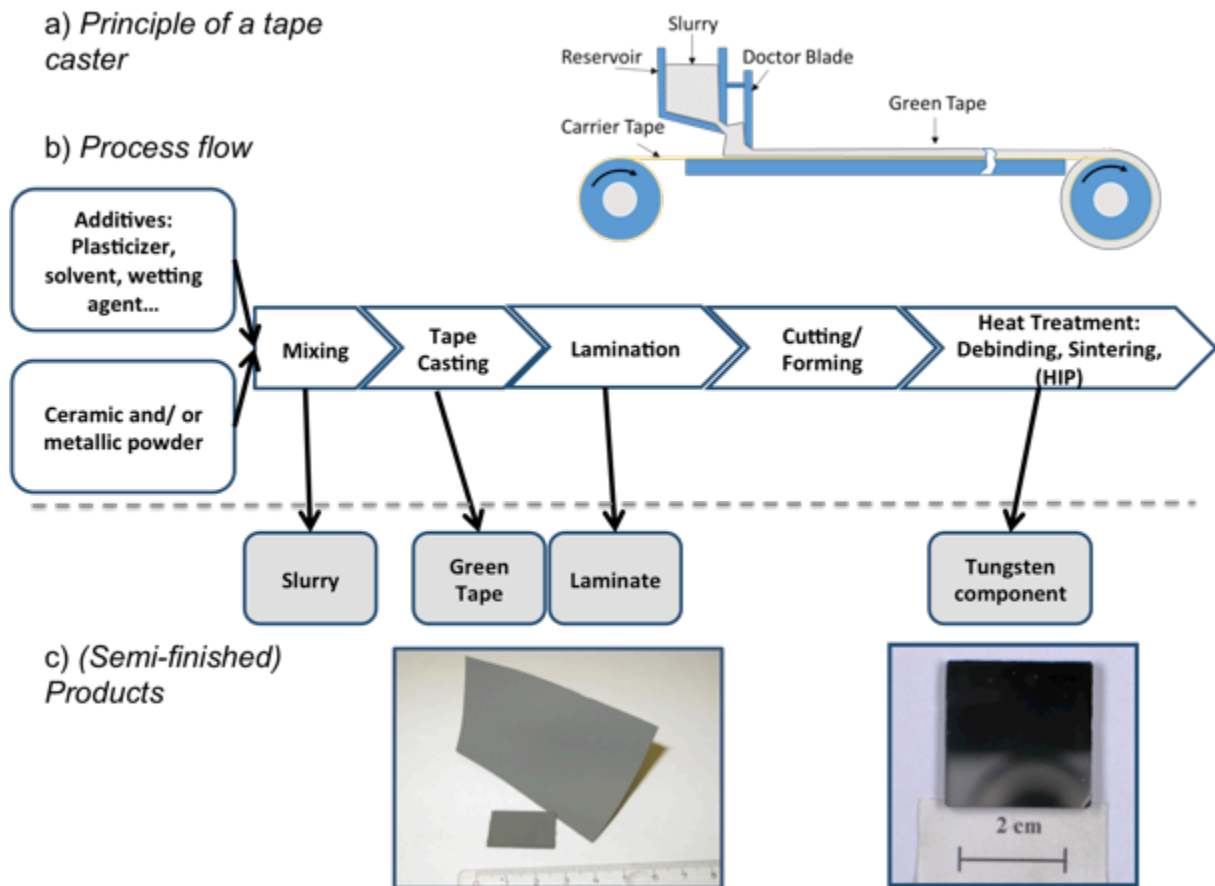 a) Principle of a tape
caster
Slurry
Reservoir
Doctor Blade
Green Tape
Carrier Tape
b) Process flow
Additives:
Plasticizer,
solvent, wetting
agent...
Ceramic and/ or
metallic powder
Mixing
Tape
Casting
Lamination
Cutting/
Forming
Heat Treatment:
Debinding, Sintering,
(HIP)
Slurry
Green
Tape
Laminate
Tungsten
component
c) (Semi-finished)
Products
2 cm